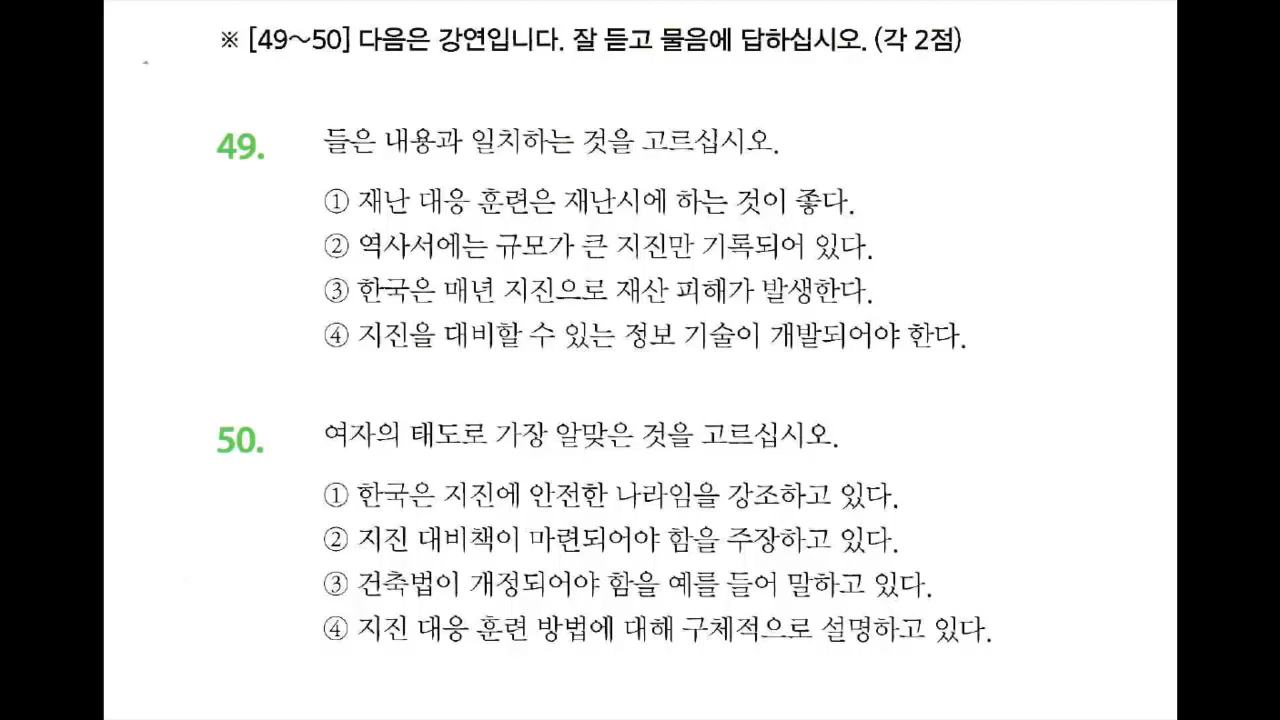 ※ [49~50] 다음은 강연입니다. 잘 듣고 물음에 답하십시오. (각 2점)
49. 들은 내용과 일치하는 것을 고르십시오.
① 재난 대응 훈련은 재난시에 하는 것이 좋다.
② 역사서에는 규모가 큰 지진만 기록되어 있다.
③ 한국은 매년 지진으로 재산 피해가 발생한다.
④ 지진을 대비할 수 있는 정보 기술이 개발되어야 한다.
50. 여자의 태도로 가장 알맞은 것을 고르십시오.
① 한국은 지진에 안전한 나라임을 강조하고 있다.
② 지진 대비책이 마련되어야 함을 주장하고 있다.
③ 건축법이 개정되어야 함을 예를 들어 말하고 있다.
④ 지진 대응 훈련 방법에 대해 구체적으로 설명하고 있다.